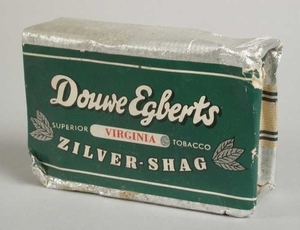 Douwe Egberts
SUPERIOR VIRGINIA TOBACCO
ZILVER-SHAG